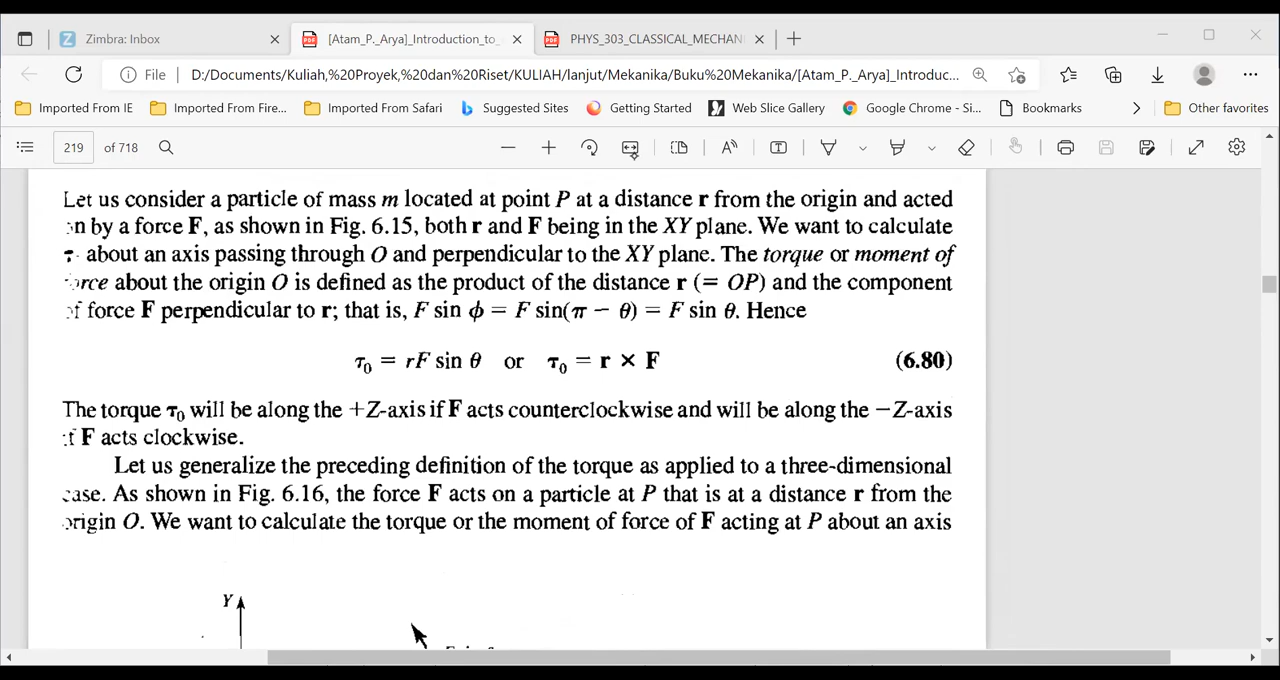 Zimbra: Inbox
[Atam_P._Arya]_Introduction_to_
PHYS_303_CLASSICAL_MECHAN
File
D:/Documents/Kuliah,%20Proyek,%20dan%20Riset/KULIAH/lanjut/Mekanika/Buku%20Mekanika/[Atam_P._Arya]_Introduc...
Imported From IE
Imported From Fire...
Imported From Safari
Suggested Sites
Getting Started
Web Slice Gallery
Google Chrome - Si...
Bookmarks
Other favorites
219 of 718
Let us consider a particle of mass m located at point P at a distance r from the origin and acted
by a force F, as shown in Fig. 6.15, both r and F being in the XY plane. We want to calculate
τ about an axis passing through O and perpendicular to the XY plane. The torque or moment of
about the origin O is defined as the product of the distance r (= OP) and the component
force F perpendicular to r; that is, F sin ϕ = F sin(π − θ) = F sin θ. Hence
τ₀ = rF sin θ or τ₀ = r × F (6.80)
The torque τ₀ will be along the +Z-axis if F acts counterclockwise and will be along the −Z-axis
F acts clockwise.
Let us generalize the preceding definition of the torque as applied to a three-dimensional
case. As shown in Fig. 6.16, the force F acts on a particle at P that is at a distance r from the
origin O. We want to calculate the torque or the moment of force of F acting at P about an axis
Y